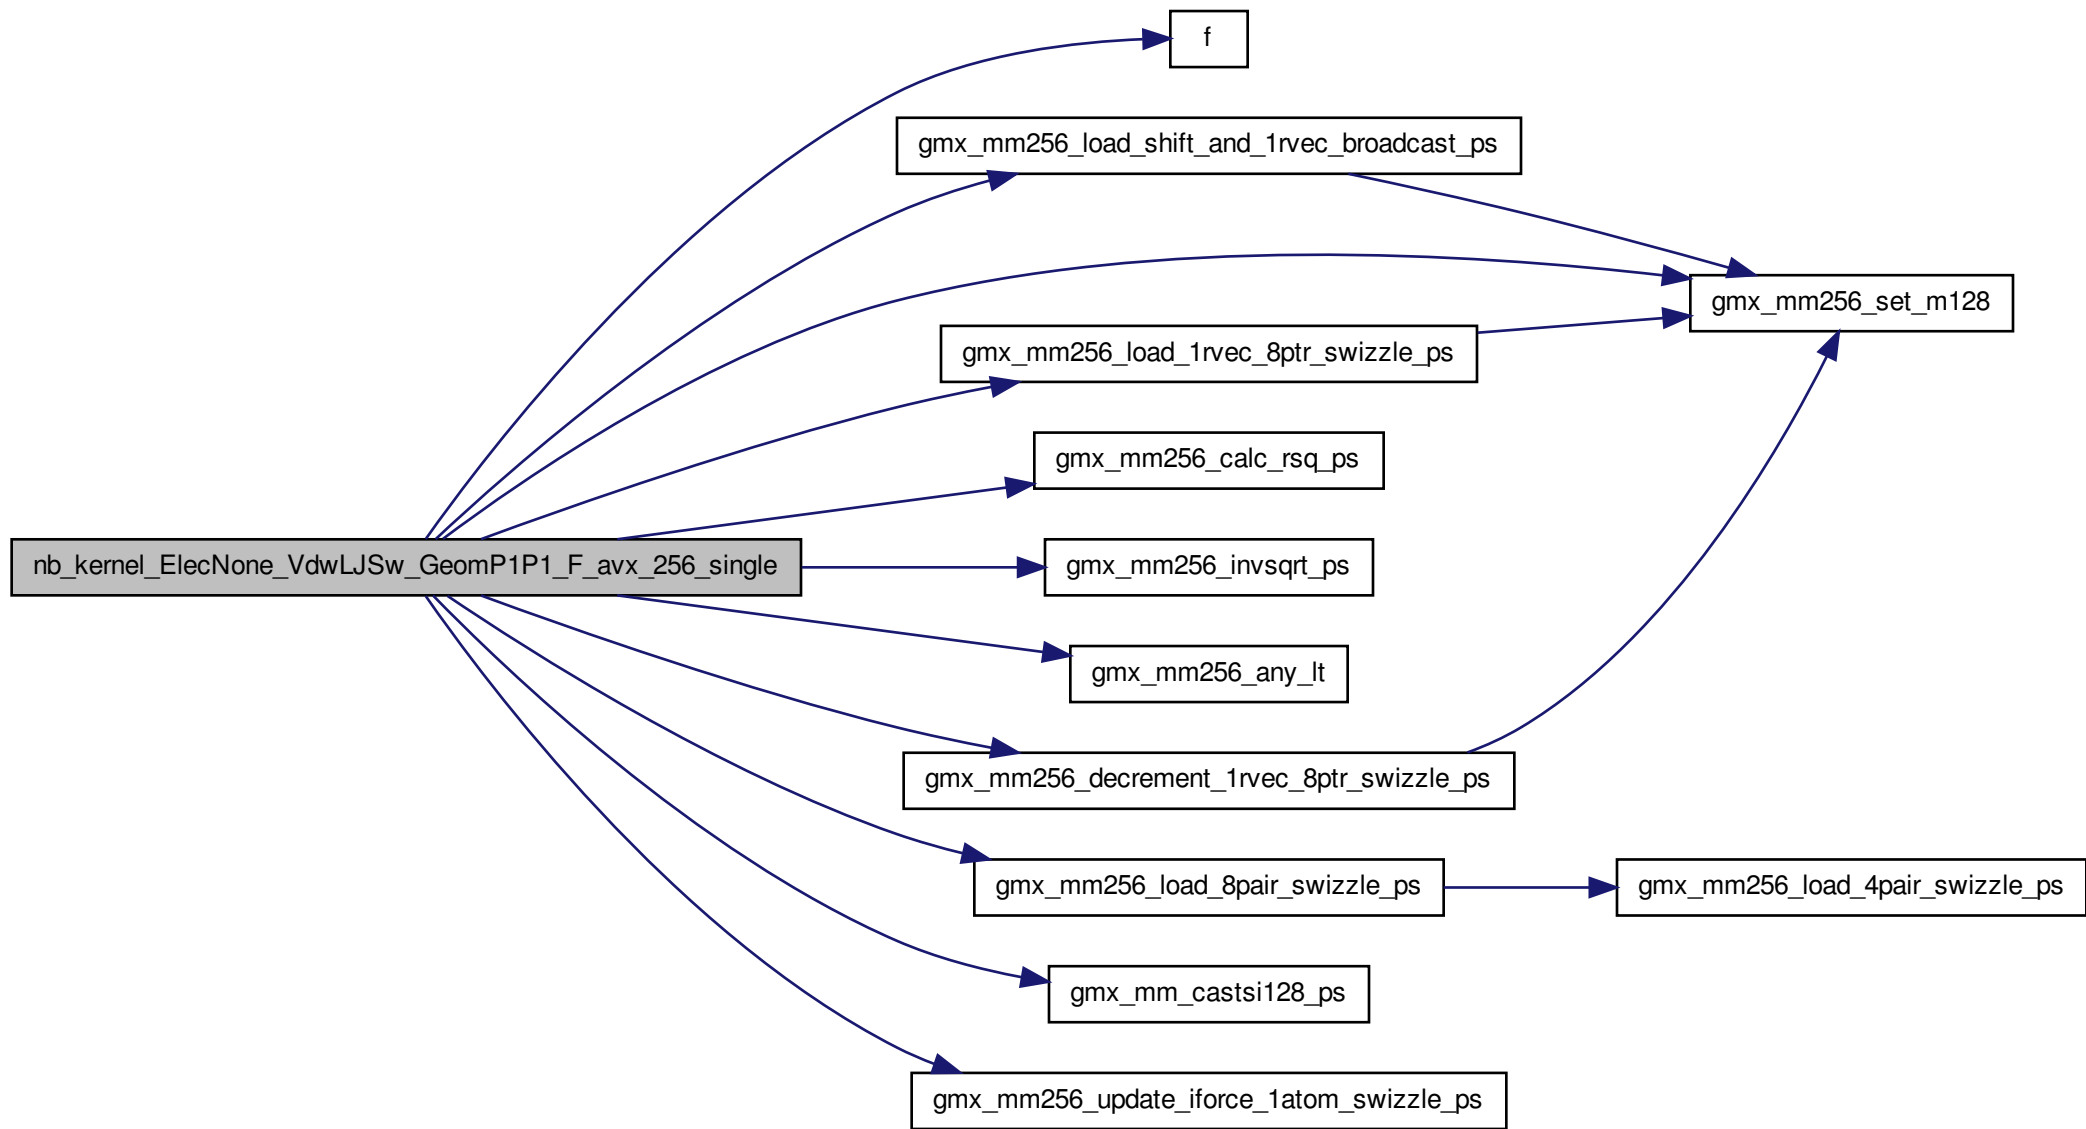 f
gmx_mm256_load_shift_and_1rvec_broadcast_ps
gmx_mm256_set_m128
gmx_mm256_load_1rvec_8ptr_swizzle_ps
gmx_mm256_calc_rsq_ps
nb_kernel_ElecNone_VdwLJSw_GeomP1P1_F_avx_256_single
gmx_mm256_invsqrt_ps
gmx_mm256_any_lt
gmx_mm256_decrement_1rvec_8ptr_swizzle_ps
gmx_mm256_load_8pair_swizzle_ps
gmx_mm256_load_4pair_swizzle_ps
gmx_mm_castsi128_ps
gmx_mm256_update_iforce_1atom_swizzle_ps